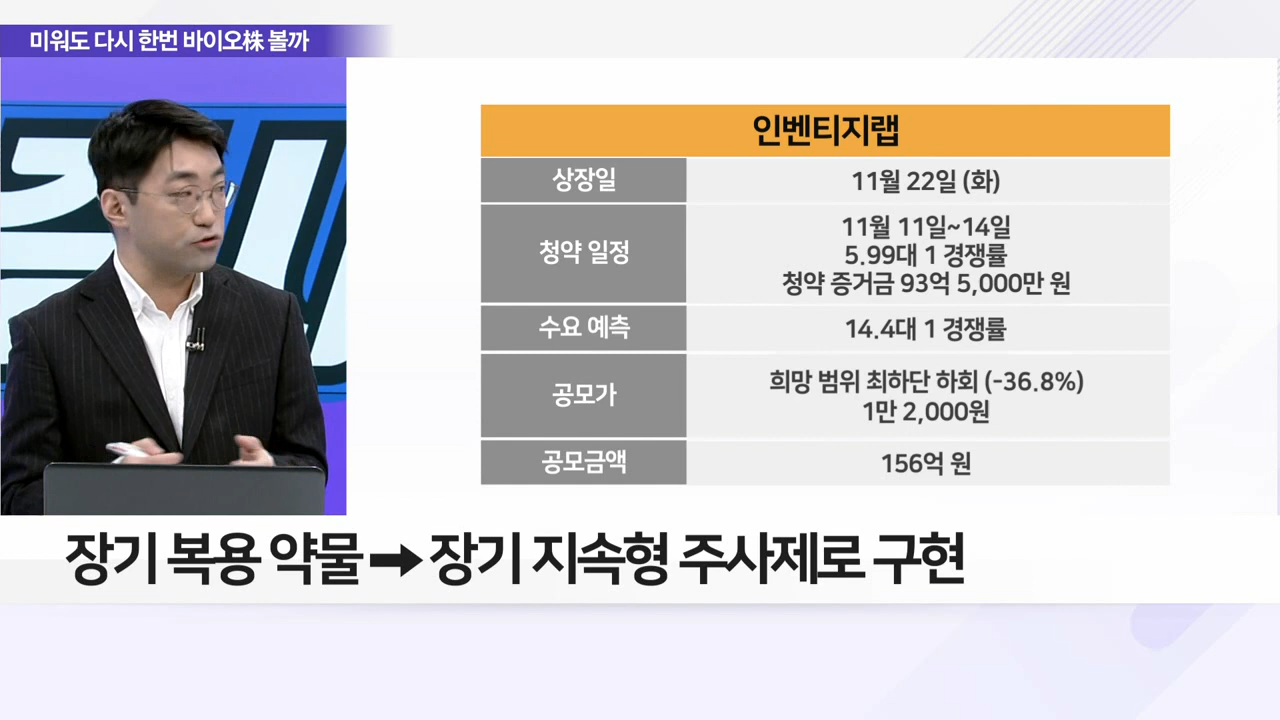 미워도 다시 한번 바이오株 볼까
인벤티지랩
상장일
11월 22일 (화)
청약 일정
11월 11일~14일
5.99대 1 경쟁률
청약 증거금 93억 5,000만 원
수요 예측
14.4대 1 경쟁률
공모가
희망 범위 최하단 하회 (-36.8%)
1만 2,000원
공모금액
156억 원
장기 복용 약물➡장기 지속형 주사제로 구현